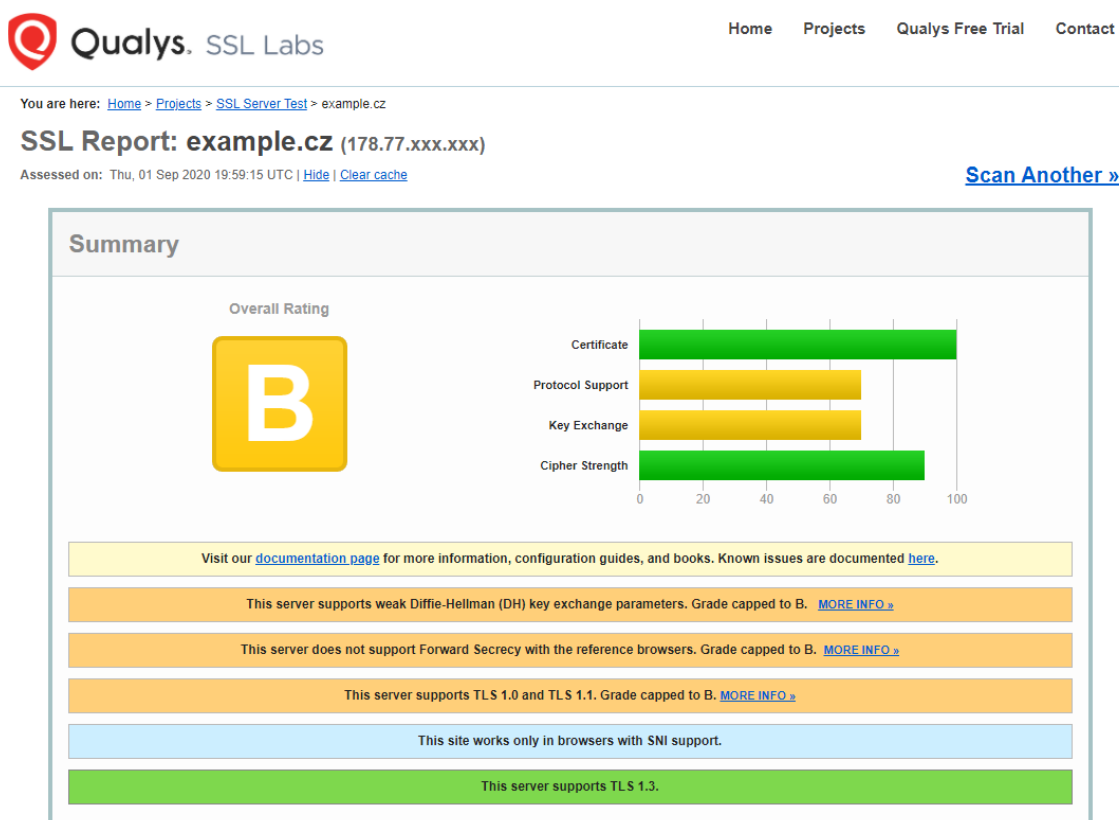 Qualys. SSL Labs
Home Projects Qualys Free Trial Contact
You are here: Home > Projects > SSL Server Test > example.cz
SSL Report: example.cz (178.77.xxx.xxx)
Assessed on: Thu, 01 Sep 2020 19:59:15 UTC | Hide | Clear cache
Scan Another »
Summary
Overall Rating
B
Certificate
Protocol Support
Key Exchange
Cipher Strength
0 20 40 60 80 100
Visit our documentation page for more information, configuration guides, and books. Known issues are documented here.
This server supports weak Diffie-Hellman (DH) key exchange parameters. Grade capped to B. MORE INFO »
This server does not support Forward Secrecy with the reference browsers. Grade capped to B. MORE INFO »
This server supports TLS 1.0 and TLS 1.1. Grade capped to B. MORE INFO »
This site works only in browsers with SNI support.
This server supports TLS 1.3.